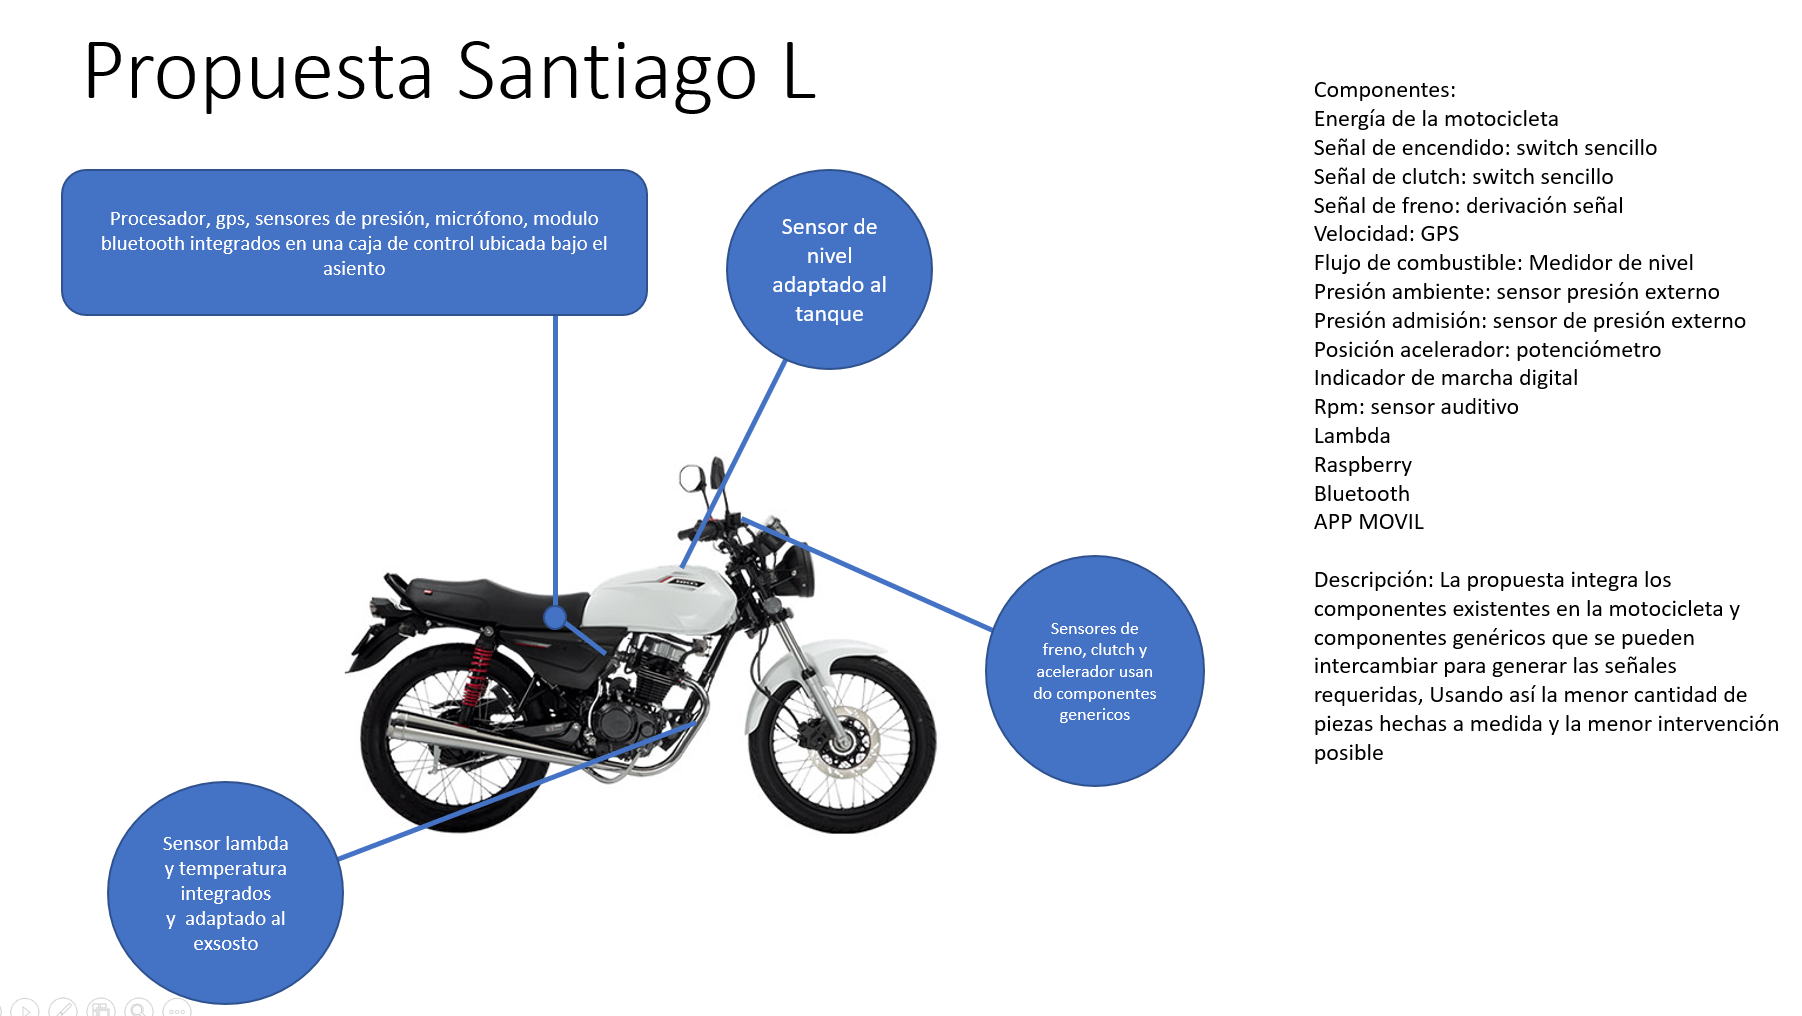 Propuesta Santiago L
Procesador, gps, sensores de presión, micrófono, modulo
bluetooth integrados en una caja de control ubicada bajo el
asiento
Sensor de
nivel
adaptado al
tanque
Sensores de
freno, clutch y
acelerador usan
do componentes
genericos
Sensor lambda
y temperatura
integrados
y  adaptado al
exsosto
Componentes:
Energía de la motocicleta
Señal de encendido: switch sencillo
Señal de clutch: switch sencillo
Señal de freno: derivación señal
Velocidad: GPS
Flujo de combustible: Medidor de nivel
Presión ambiente: sensor presión externo
Presión admisión: sensor de presión externo
Posición acelerador: potenciómetro
Indicador de marcha digital
Rpm: sensor auditivo
Lambda
Raspberry
Bluetooth
APP MOVIL
Descripción: La propuesta integra los
componentes existentes en la motocicleta y
componentes genéricos que se pueden
intercambiar para generar las señales
requeridas, Usando así la menor cantidad de
piezas hechas a medida y la menor intervención
posible